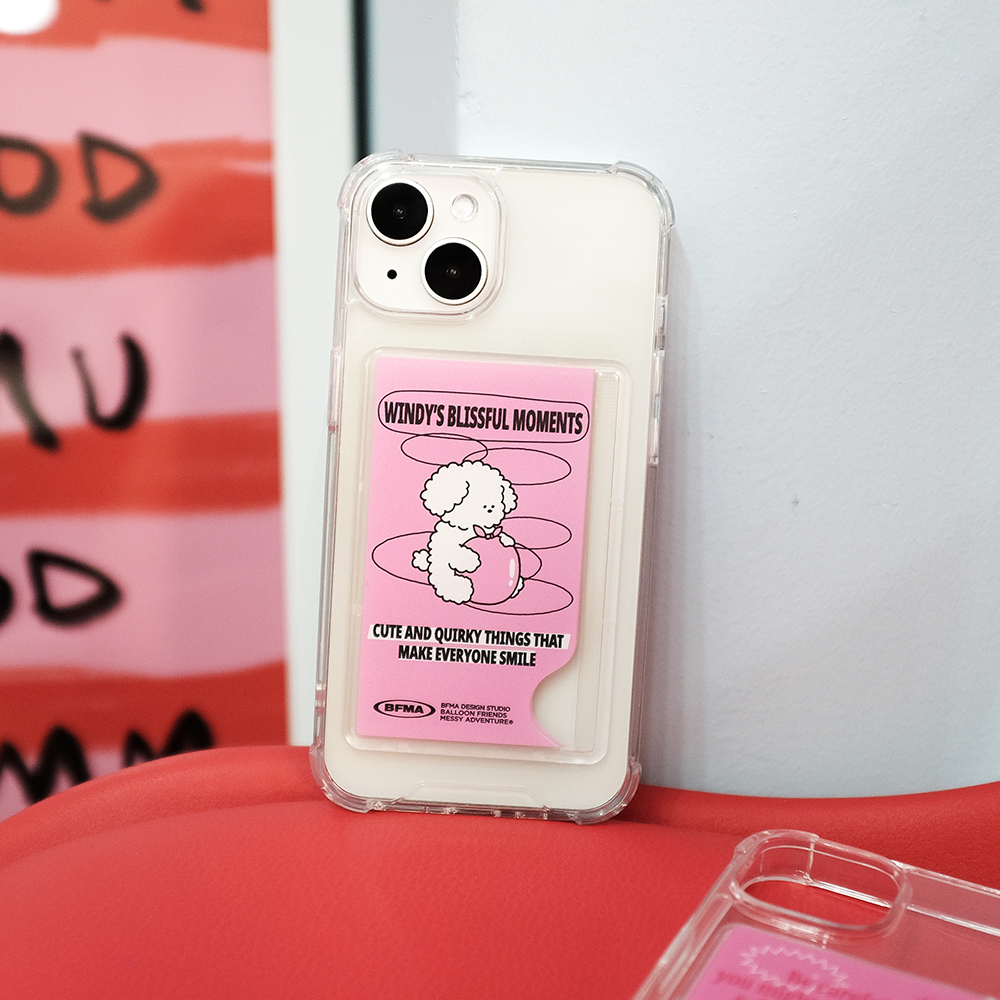 WINDY'S BLISSFUL MOMENTS
CUTE AND QUIRKY THINGS THAT
MAKE EVERYONE SMILE
BFMA
BFMA DESIGN STUDIO
BALLOON FRIENDS
MESSY ADVENTURE®